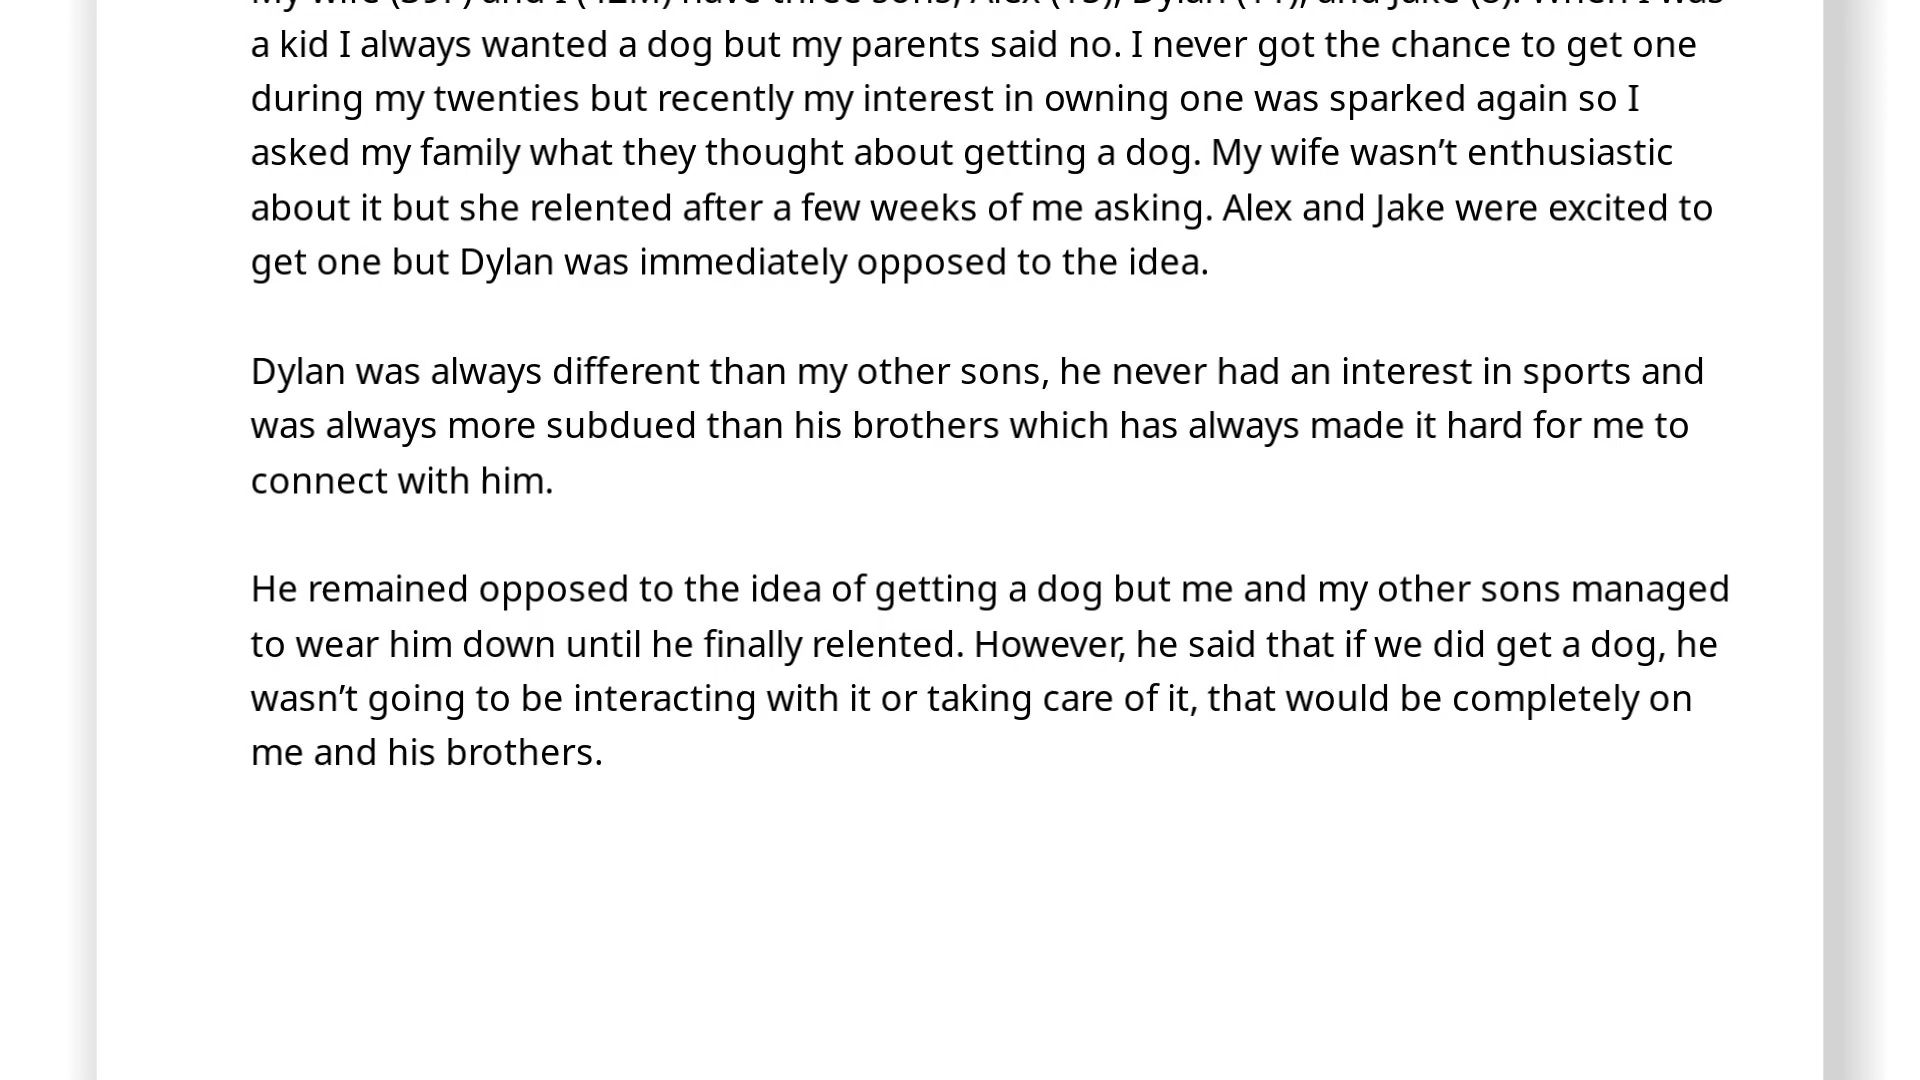 a kid I always wanted a dog but my parents said no. I never got the chance to get one
during my twenties but recently my interest in owning one was sparked again so I
asked my family what they thought about getting a dog. My wife wasn’t enthusiastic
about it but she relented after a few weeks of me asking. Alex and Jake were excited to
get one but Dylan was immediately opposed to the idea.
Dylan was always different than my other sons, he never had an interest in sports and
was always more subdued than his brothers which has always made it hard for me to
connect with him.
He remained opposed to the idea of getting a dog but me and my other sons managed
to wear him down until he finally relented. However, he said that if we did get a dog, he
wasn’t going to be interacting with it or taking care of it, that would be completely on
me and his brothers.